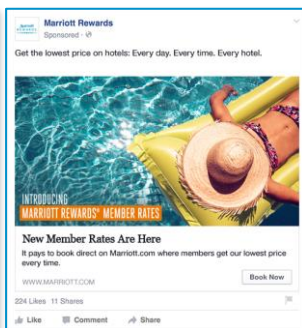 Marriott Rewards
Sponsored ·
Get the lowest price on hotels: Every day. Every time. Every hotel.
INTRODUCING
MARRIOTT REWARDS® MEMBER RATES
New Member Rates Are Here
It pays to book direct on Marriott.com where members get our lowest price
every time.
WWW.MARRIOTT.COM
Book Now
224 Likes 11 Shares
Like Comment Share